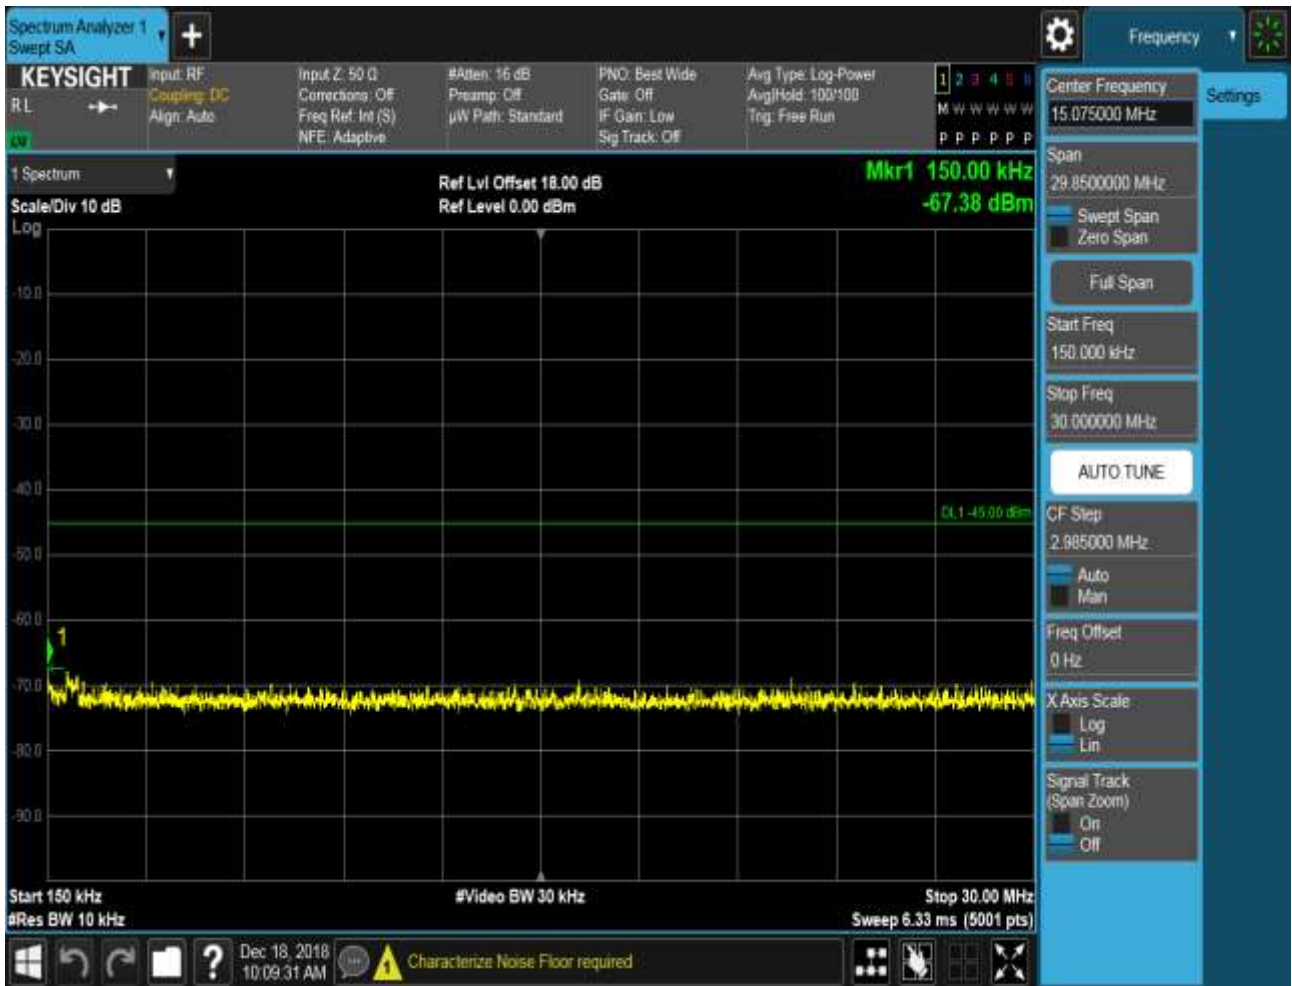 Spectrum Analyzer 1
Swept SA
Frequency
KEYSIGHT
RL
Input: RF
Coupling: DC
Align: Auto
Input Z: 50 Ω
Corrections: Off
Freq Ref: Int (S)
NFE: Adaptive
#Atten: 16 dB
Preamp: Off
µW Path: Standard
PNO: Best Wide
Gate: Off
IF Gain: Low
Sig Track: Off
Avg Type: Log-Power
Avg|Hold: 100/100
Trig: Free Run
1 2 3 4 5 6
M W W W W W
P P P P P P
1 Spectrum
Scale/Div 10 dB
Log
Ref Lvl Offset 18.00 dB
Ref Level 0.00 dBm
Mkr1 150.00 kHz
-67.38 dBm
-10.0
-20.0
-30.0
-40.0
DL1 -45.00 dBm
-50.0
-60.0
1
-70.0
-80.0
-90.0
Start 150 kHz
#Video BW 30 kHz
Stop 30.00 MHz
#Res BW 10 kHz
Sweep 6.33 ms (5001 pts)
Center Frequency
15.075000 MHz
Settings
Span
29.8500000 MHz
Swept Span
Zero Span
Full Span
Start Freq
150.000 kHz
Stop Freq
30.000000 MHz
AUTO TUNE
CF Step
2.985000 MHz
Auto
Man
Freq Offset
0 Hz
X Axis Scale
Log
Lin
Signal Track
(Span Zoom)
On
Off
?
Dec 18, 2018
10:09:31 AM
1
Characterize Noise Floor required